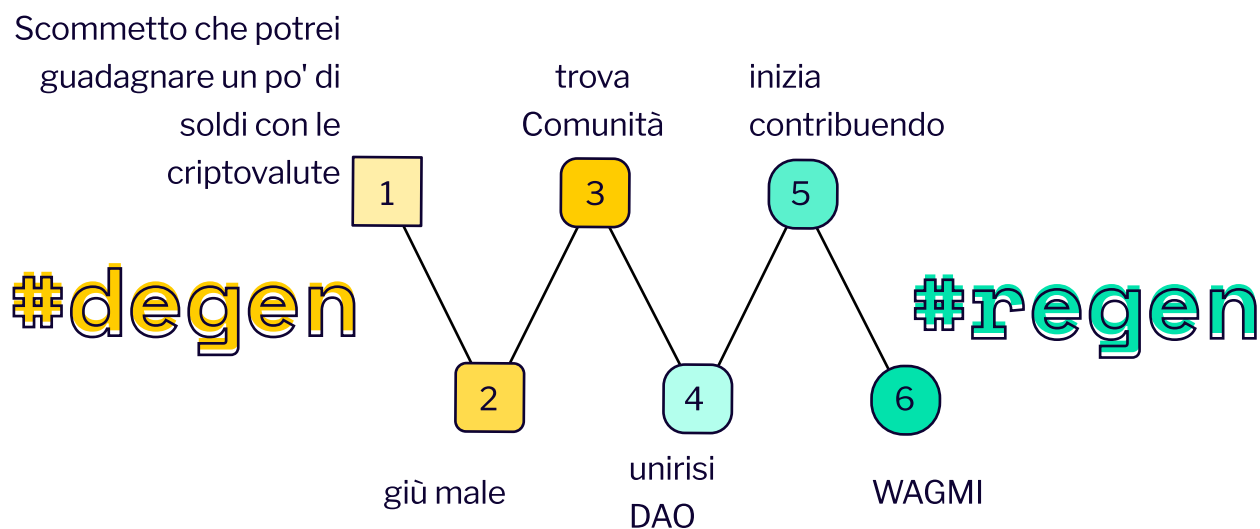 Scommetto che potrei
guadagnare un po' di
soldi con le
criptovalute
1
trova
Comunità
3
inizia
contribuendo
5
#degen
#regen
2
giù male
4
unirisi
DAO
6
WAGMI